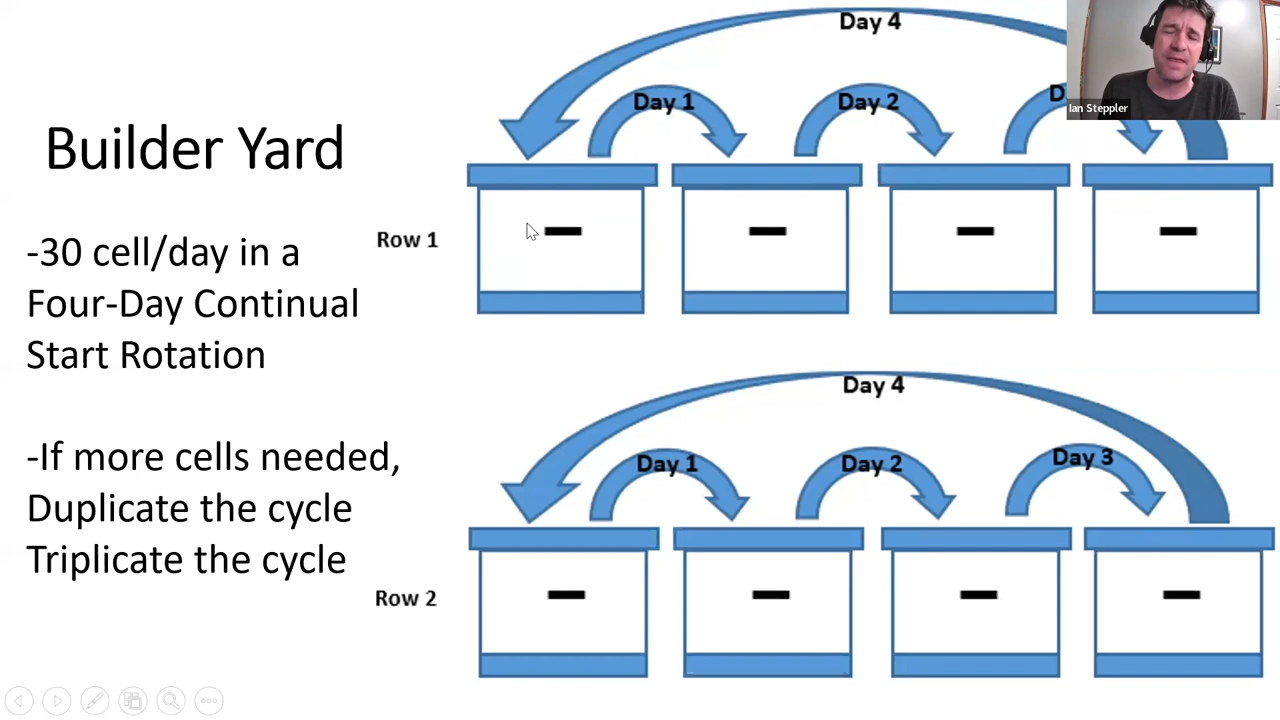 Builder Yard
-30 cell/day in a
Four-Day Continual
Start Rotation
-If more cells needed,
Duplicate the cycle
Triplicate the cycle
Day 4
Day 1
Day 2
D
Ian Steppler
Row 1
Day 4
Day 1
Day 2
Day 3
Row 2